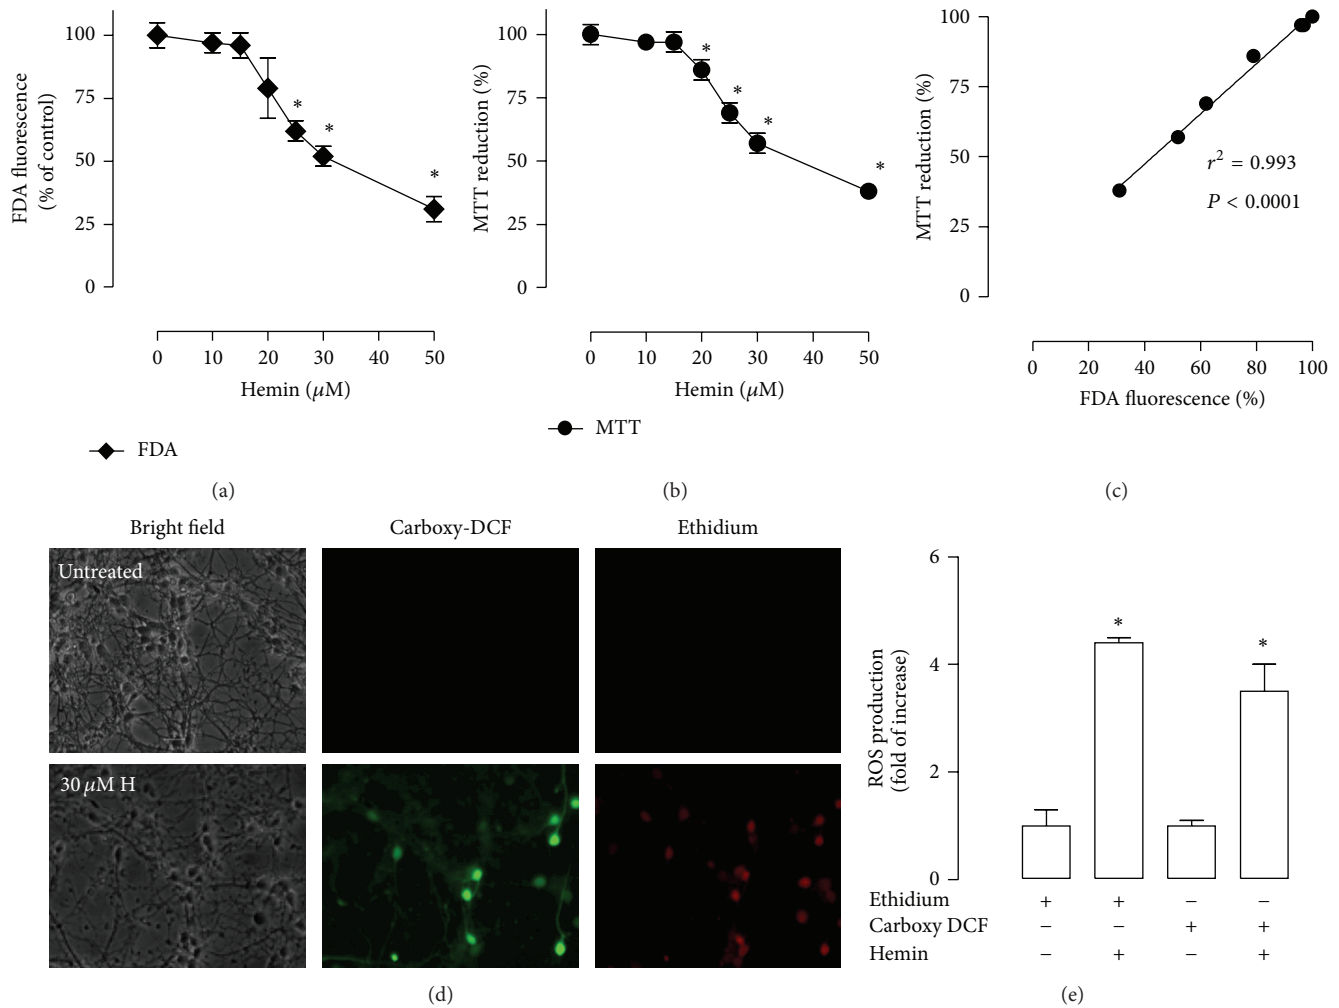 100
75
50
25
0
FDA fluorescence
(% of control)
* * *
0 10 20 30 40 50
Hemin (μM)
FDA
(a)
100
75
50
25
0
MTT reduction (%)
* * * *
0 10 20 30 40 50
Hemin (μM)
MTT
(b)
100
75
50
25
0
MTT reduction (%)
r² = 0.993
P < 0.0001
0 20 40 60 80 100
FDA fluorescence (%)
(c)
Bright field Carboxy-DCF Ethidium
Untreated
30 μM H
(d)
6
4
2
0
ROS production
(fold of increase)
* *
Ethidium + + − −
Carboxy DCF − − + +
Hemin − + − +
(e)